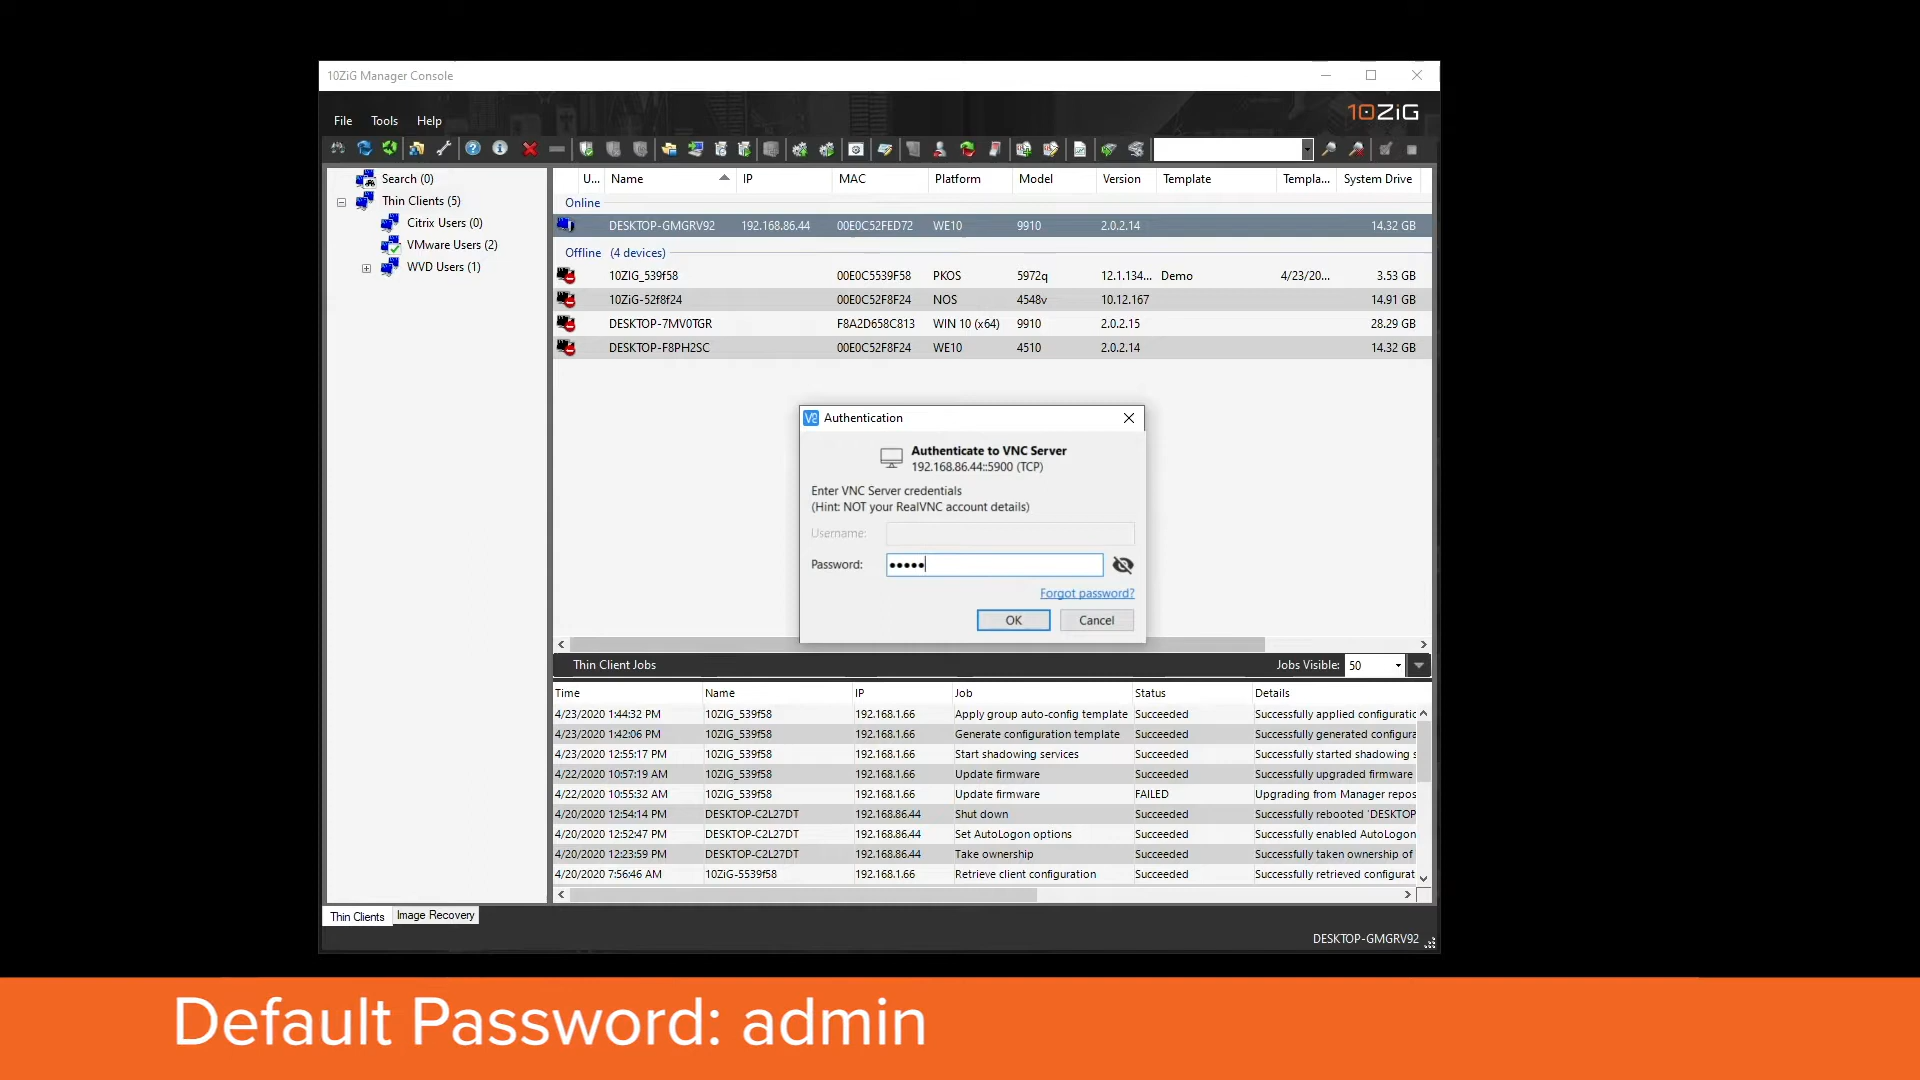 10ZiG Manager Console
10ZiG
File Tools Help
Search (0)
Thin Clients (5)
Citrix Users (0)
VMware Users (2)
WVD Users (1)
U... Name IP MAC Platform Model Version Template Templa... System Drive
Online
DESKTOP-GMGRV92 192.168.86.44 00E0C52FED72 WE10 9910 2.0.2.14 14.32 GB
Offline (4 devices)
10ZIG_539f58 00E0C5539F58 PKOS 5972q 12.1.134... Demo 4/23/20... 3.53 GB
10ZiG-52f8f24 00E0C52F8F24 NOS 4548v 10.12.167 14.91 GB
DESKTOP-7MV0TGR F8A2D658C813 WIN 10 (x64) 9910 2.0.2.15 28.29 GB
DESKTOP-F8PH2SC 00E0C52F8F24 WE10 4510 2.0.2.14 14.32 GB
V2 Authentication
Authenticate to VNC Server
192.168.86.44::5900 (TCP)
Enter VNC Server credentials
(Hint: NOT your RealVNC account details)
Username:
Password: •••••
Forgot password?
OK Cancel
Thin Client Jobs Jobs Visible: 50
Time Name IP Job Status Details
4/23/2020 1:44:32 PM 10ZIG_539f58 192.168.1.66 Apply group auto-config template Succeeded Successfully applied configuratic
4/23/2020 1:42:06 PM 10ZIG_539f58 192.168.1.66 Generate configuration template Succeeded Successfully generated configura
4/23/2020 12:55:17 PM 10ZIG_539f58 192.168.1.66 Start shadowing services Succeeded Successfully started shadowing s
4/22/2020 10:57:19 AM 10ZIG_539f58 192.168.1.66 Update firmware Succeeded Successfully upgraded firmware
4/22/2020 10:55:32 AM 10ZIG_539f58 192.168.1.66 Update firmware FAILED Upgrading from Manager repos
4/20/2020 12:54:14 PM DESKTOP-C2L27DT 192.168.86.44 Shut down Succeeded Successfully rebooted 'DESKTOP
4/20/2020 12:52:47 PM DESKTOP-C2L27DT 192.168.86.44 Set AutoLogon options Succeeded Successfully enabled AutoLogon
4/20/2020 12:23:59 PM DESKTOP-C2L27DT 192.168.86.44 Take ownership Succeeded Successfully taken ownership of
4/20/2020 7:56:46 AM 10ZiG-5539f58 192.168.1.66 Retrieve client configuration Succeeded Successfully retrieved configurat
Thin Clients Image Recovery
DESKTOP-GMGRV92
Default Password: admin